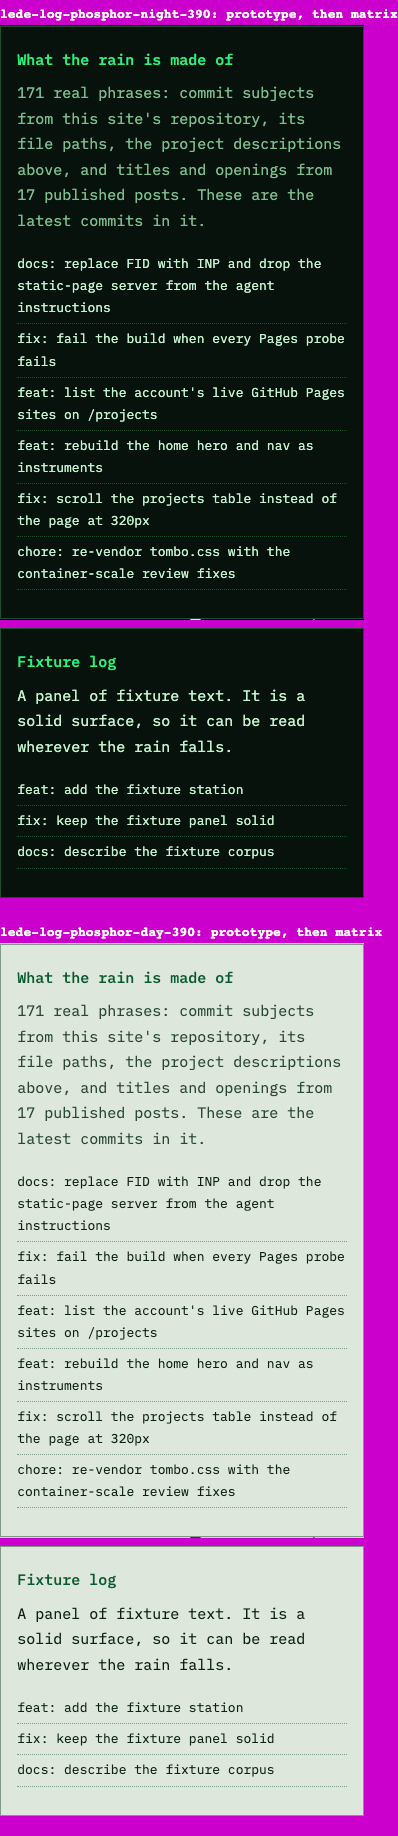 lede-log-phosphor-night-390: prototype, then matrix
What the rain is made of
171 real phrases: commit subjects
from this site's repository, its
file paths, the project descriptions
above, and titles and openings from
17 published posts. These are the
latest commits in it.
docs: replace FID with INP and drop the
static-page server from the agent
instructions
fix: fail the build when every Pages probe
fails
feat: list the account's live GitHub Pages
sites on /projects
feat: rebuild the home hero and nav as
instruments
fix: scroll the projects table instead of
the page at 320px
chore: re-vendor tombo.css with the
container-scale review fixes
Fixture log
A panel of fixture text. It is a
solid surface, so it can be read
wherever the rain falls.
feat: add the fixture station
fix: keep the fixture panel solid
docs: describe the fixture corpus
lede-log-phosphor-day-390: prototype, then matrix
What the rain is made of
171 real phrases: commit subjects
from this site's repository, its
file paths, the project descriptions
above, and titles and openings from
17 published posts. These are the
latest commits in it.
docs: replace FID with INP and drop the
static-page server from the agent
instructions
fix: fail the build when every Pages probe
fails
feat: list the account's live GitHub Pages
sites on /projects
feat: rebuild the home hero and nav as
instruments
fix: scroll the projects table instead of
the page at 320px
chore: re-vendor tombo.css with the
container-scale review fixes
Fixture log
A panel of fixture text. It is a
solid surface, so it can be read
wherever the rain falls.
feat: add the fixture station
fix: keep the fixture panel solid
docs: describe the fixture corpus